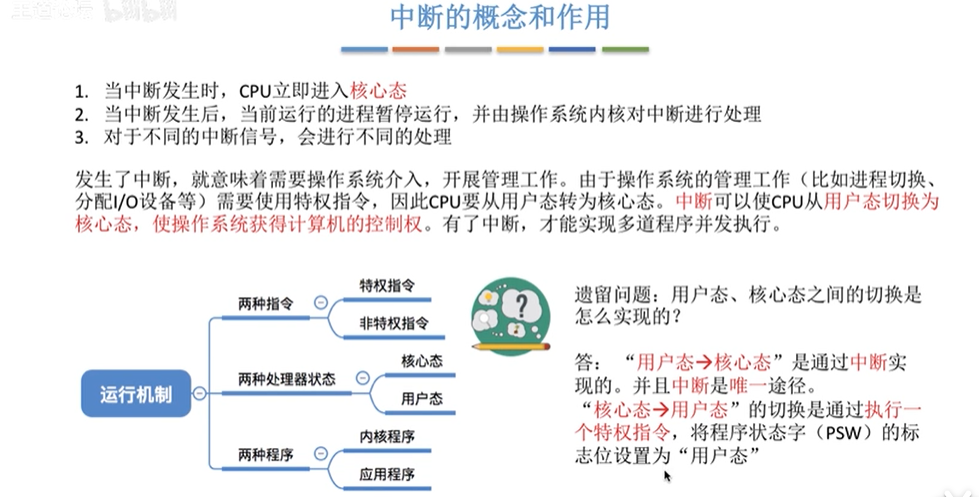 王道论坛 bilibili
中断的概念和作用
1. 当中断发生时，CPU立即进入核心态
2. 当中断发生后，当前运行的进程暂停运行，并由操作系统内核对中断进行处理
3. 对于不同的中断信号，会进行不同的处理
发生了中断，就意味着需要操作系统介入，开展管理工作。由于操作系统的管理工作（比如进程切换、
分配I/O设备等）需要使用特权指令，因此CPU要从用户态转为核心态。中断可以使CPU从用户态切换为
核心态，使操作系统获得计算机的控制权。有了中断，才能实现多道程序并发执行。
运行机制
两种指令
特权指令
非特权指令
两种处理器状态
核心态
用户态
两种程序
内核程序
应用程序
?
?
遗留问题：用户态、核心态之间的切换是
怎么实现的？
答： “用户态→核心态”是通过中断实
现的。并且中断是唯一途径。
“核心态→用户态”的切换是通过执行一
个特权指令，将程序状态字（PSW）的标
志位设置为“用户态”